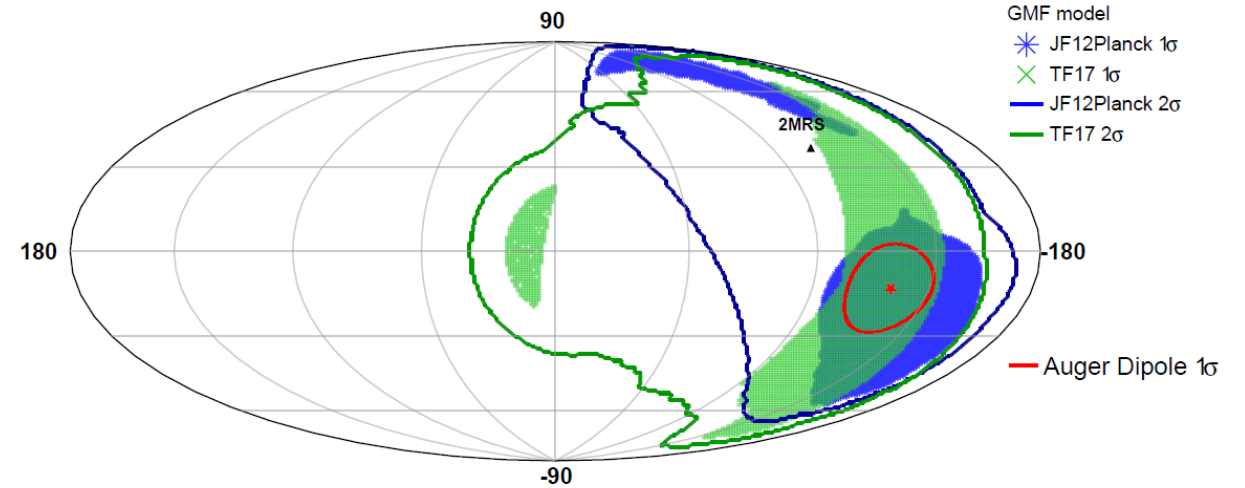 90
GMF model
JF12Planck 1σ
TF17 1σ
JF12Planck 2σ
TF17 2σ
2MRS
180
-180
Auger Dipole 1σ
-90